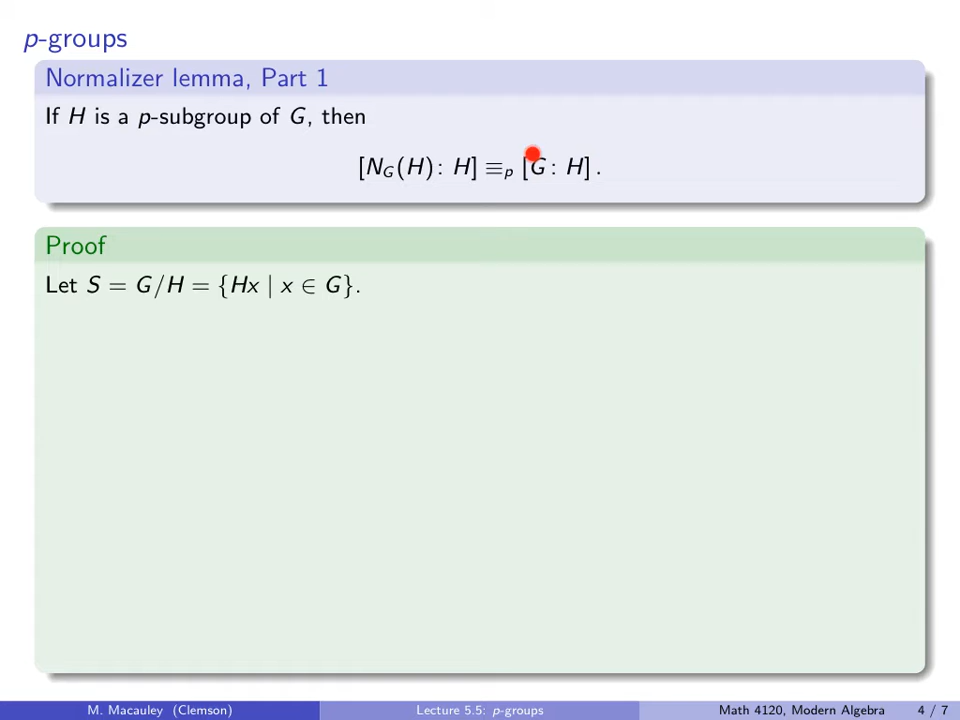 p-groups
Normalizer lemma, Part 1
If H is a p-subgroup of G, then
[N_G(H): H] ≡_p [G: H] .
Proof
Let S = G/H = {Hx | x ∈ G}.
M. Macauley (Clemson) Lecture 5.5: p-groups Math 4120, Modern Algebra 4 / 7